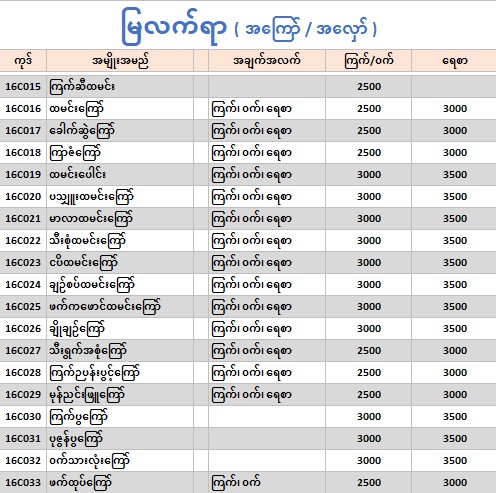 မြလက်ရာ ( အကြော် / အလှော် )
ကုဒ် အမျိုးအမည် အချက်အလက် ကြက်/ဝက် ရေစာ
16C015 ကြက်ဆီထမင်း 2500
16C016 ထမင်းကြော် ကြက်၊ ဝက်၊ ရေစာ 2500 3000
16C017 ခေါက်ဆွဲကြော် ကြက်၊ ဝက်၊ ရေစာ 2500 3000
16C018 ကြာဇံကြော် ကြက်၊ ဝက်၊ ရေစာ 2500 3000
16C019 ထမင်းပေါင်း ကြက်၊ ဝက်၊ ရေစာ 3000 3500
16C020 ပသျှူးထမင်းကြော် ကြက်၊ ဝက်၊ ရေစာ 3000 3500
16C021 မာလာထမင်းကြော် ကြက်၊ ဝက်၊ ရေစာ 3000 3500
16C022 သီးစုံထမင်းကြော် ကြက်၊ ဝက်၊ ရေစာ 3000 3500
16C023 ငပိထမင်းကြော် ကြက်၊ ဝက်၊ ရေစာ 3000 3500
16C024 ချဉ်စပ်ထမင်းကြော် ကြက်၊ ဝက်၊ ရေစာ 3000 3500
16C025 ဖက်ကဖောင်ထမင်းကြော် ကြက်၊ ဝက်၊ ရေစာ 3000 3500
16C026 ချိုချဉ်ကြော် ကြက်၊ ဝက်၊ ရေစာ 3000 3500
16C027 သီးရွက်အစုံကြော် ကြက်၊ ဝက်၊ ရေစာ 2500 3000
16C028 ကြက်ဥပန်းပွင့်ကြော် ကြက်၊ ဝက်၊ ရေစာ 2500 3000
16C029 မုန်ညင်းဖြူကြော် ကြက်၊ ဝက်၊ ရေစာ 2500 3000
16C030 ကြက်ပွကြော် 3000 3500
16C031 ပုဇွန်ပွကြော် 3000 3500
16C032 ဝက်သားလုံးကြော် 3000 3500
16C033 ဖက်ထုပ်ကြော် ကြက်၊ ဝက် 2500 3000